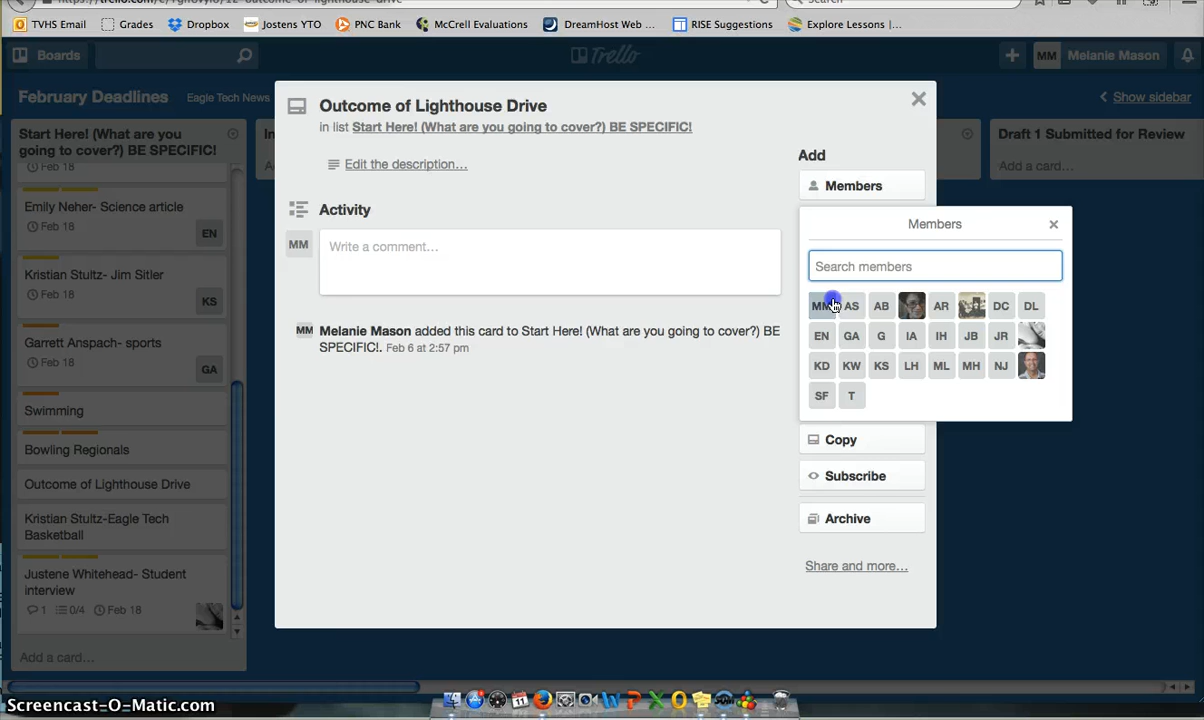 TVHS Email Grades Dropbox Jostens YTO PNC Bank McCrell Evaluations DreamHost Web ... RISE Suggestions Explore Lessons |...
Boards Trello MM Melanie Mason
February Deadlines Eagle Tech News Show sidebar
Start Here! (What are you
going to cover?) BE SPECIFIC!
Feb 18
Emily Neher- Science article
Feb 18
EN
Kristian Stultz- Jim Sitler
Feb 18
KS
Garrett Anspach- sports
Feb 18
GA
Swimming
Bowling Regionals
Outcome of Lighthouse Drive
Kristian Stultz-Eagle Tech
Basketball
Justene Whitehead- Student
interview
1 0/4 Feb 18
Add a card…
Outcome of Lighthouse Drive
in list Start Here! (What are you going to cover?) BE SPECIFIC!
Edit the description…
Activity
MM
Write a comment…
MM Melanie Mason added this card to Start Here! (What are you going to cover?) BE
SPECIFIC!. Feb 6 at 2:57 pm
Add
Members
Members
Search members
MM AS AB AR DC DL
EN GA G IA IH JB JR
KD KW KS LH ML MH NJ
SF T
Copy
Subscribe
Archive
Share and more…
Draft 1 Submitted for Review
Add a card…
Screencast-O-Matic.com